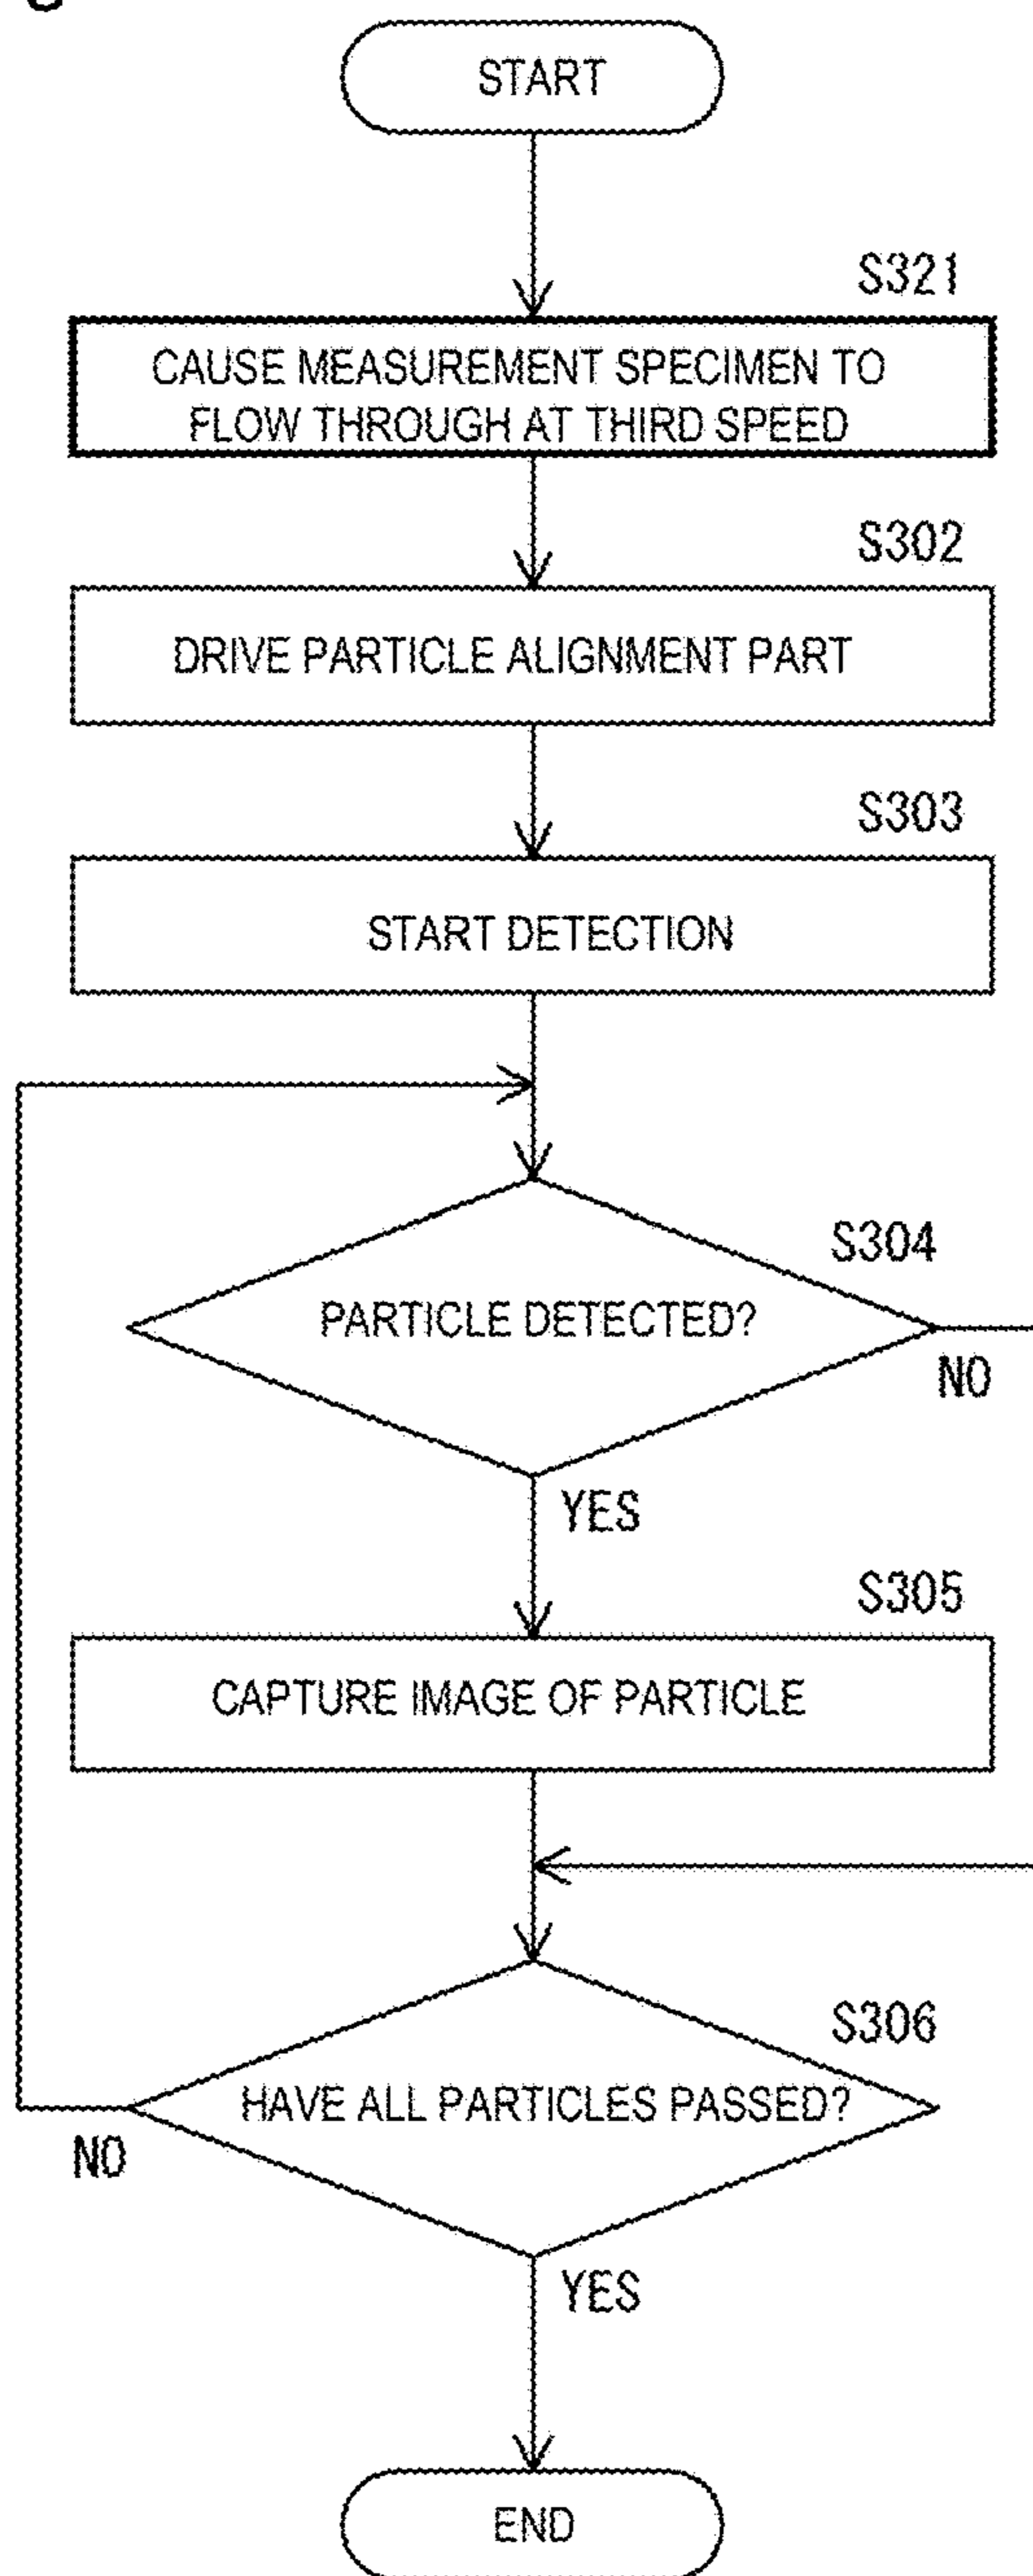 START
S321
CAUSE MEASUREMENT SPECIMEN TO
FLOW THROUGH AT THIRD SPEED
S302
DRIVE PARTICLE ALIGNMENT PART
S303
START DETECTION
S304
PARTICLE DETECTED?
NO
YES
S305
CAPTURE IMAGE OF PARTICLE
S306
HAVE ALL PARTICLES PASSED?
NO
YES
END